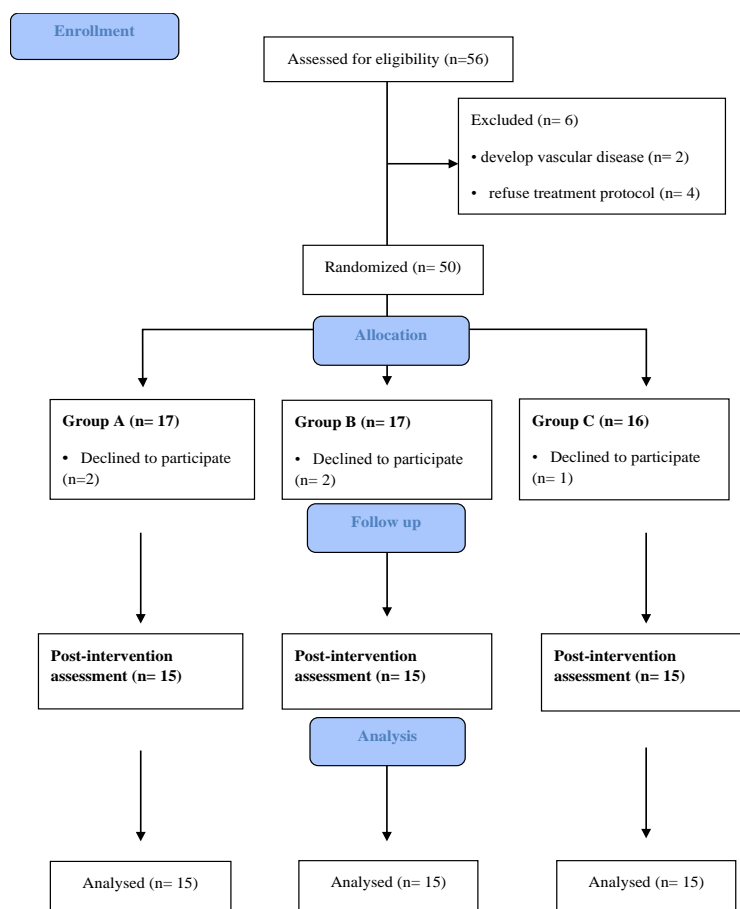 Enrollment
Assessed for eligibility (n=56)
Excluded (n= 6)
• develop vascular disease (n= 2)
• refuse treatment protocol (n= 4)
Randomized (n= 50)
Allocation
Group A (n= 17)
• Declined to participate
(n=2)
Group B (n= 17)
• Declined to participate
(n= 2)
Group C (n= 16)
• Declined to participate
(n= 1)
Follow up
Post-intervention
assessment (n= 15)
Post-intervention
assessment (n= 15)
Post-intervention
assessment (n= 15)
Analysis
Analysed (n= 15)
Analysed (n= 15)
Analysed (n= 15)